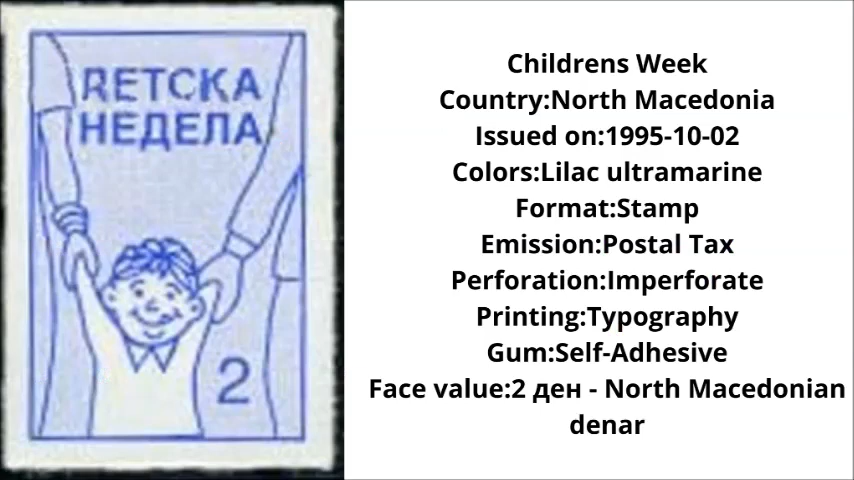 ДЕТСКА
НЕДЕЛА
2
Childrens Week
Country:North Macedonia
Issued on:1995-10-02
Colors:Lilac ultramarine
Format:Stamp
Emission:Postal Tax
Perforation:Imperforate
Printing:Typography
Gum:Self-Adhesive
Face value:2 ден - North Macedonian
denar